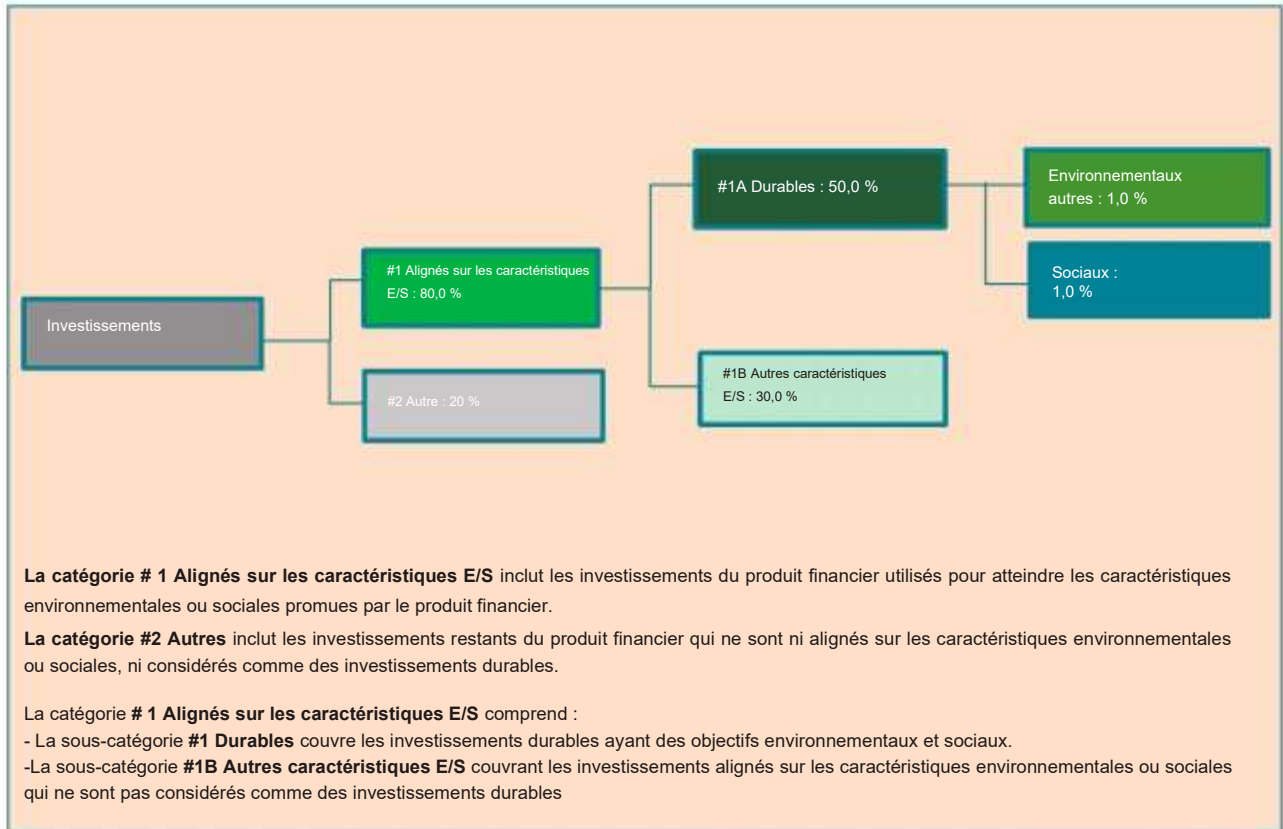 #1A Durables : 50,0 %
Environnementaux
autres : 1,0 %
#1 Alignés sur les caractéristiques
E/S : 80,0 %
Sociaux :
1,0 %
Investissements
#1B Autres caractéristiques
E/S : 30,0 %
#2 Autre : 20 %
La catégorie # 1 Alignés sur les caractéristiques E/S inclut les investissements du produit financier utilisés pour atteindre les caractéristiques
environnementales ou sociales promues par le produit financier.
La catégorie #2 Autres inclut les investissements restants du produit financier qui ne sont ni alignés sur les caractéristiques environnementales
ou sociales, ni considérés comme des investissements durables.
La catégorie # 1 Alignés sur les caractéristiques E/S comprend :
- La sous-catégorie #1 Durables couvre les investissements durables ayant des objectifs environnementaux et sociaux.
-La sous-catégorie #1B Autres caractéristiques E/S couvrant les investissements alignés sur les caractéristiques environnementales ou sociales
qui ne sont pas considérés comme des investissements durables